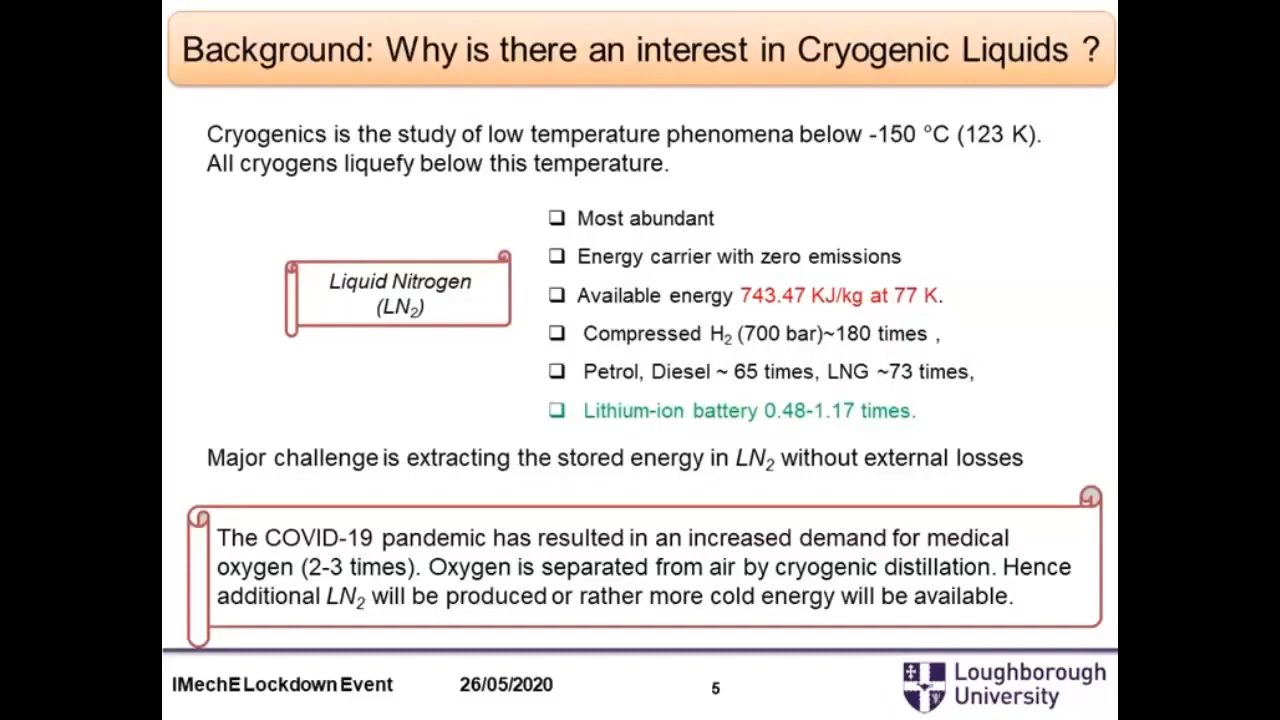 Background: Why is there an interest in Cryogenic Liquids ?
Cryogenics is the study of low temperature phenomena below -150 °C (123 K).
All cryogens liquefy below this temperature.
Liquid Nitrogen
(LN₂)
❑ Most abundant
❑ Energy carrier with zero emissions
❑ Available energy 743.47 KJ/kg at 77 K.
❑ Compressed H₂ (700 bar)~180 times ,
❑ Petrol, Diesel ~ 65 times, LNG ~73 times,
❑ Lithium-ion battery 0.48-1.17 times.
Major challenge is extracting the stored energy in LN₂ without external losses
The COVID-19 pandemic has resulted in an increased demand for medical
oxygen (2-3 times). Oxygen is separated from air by cryogenic distillation. Hence
additional LN₂ will be produced or rather more cold energy will be available.
IMechE Lockdown Event 26/05/2020 5
Loughborough
University